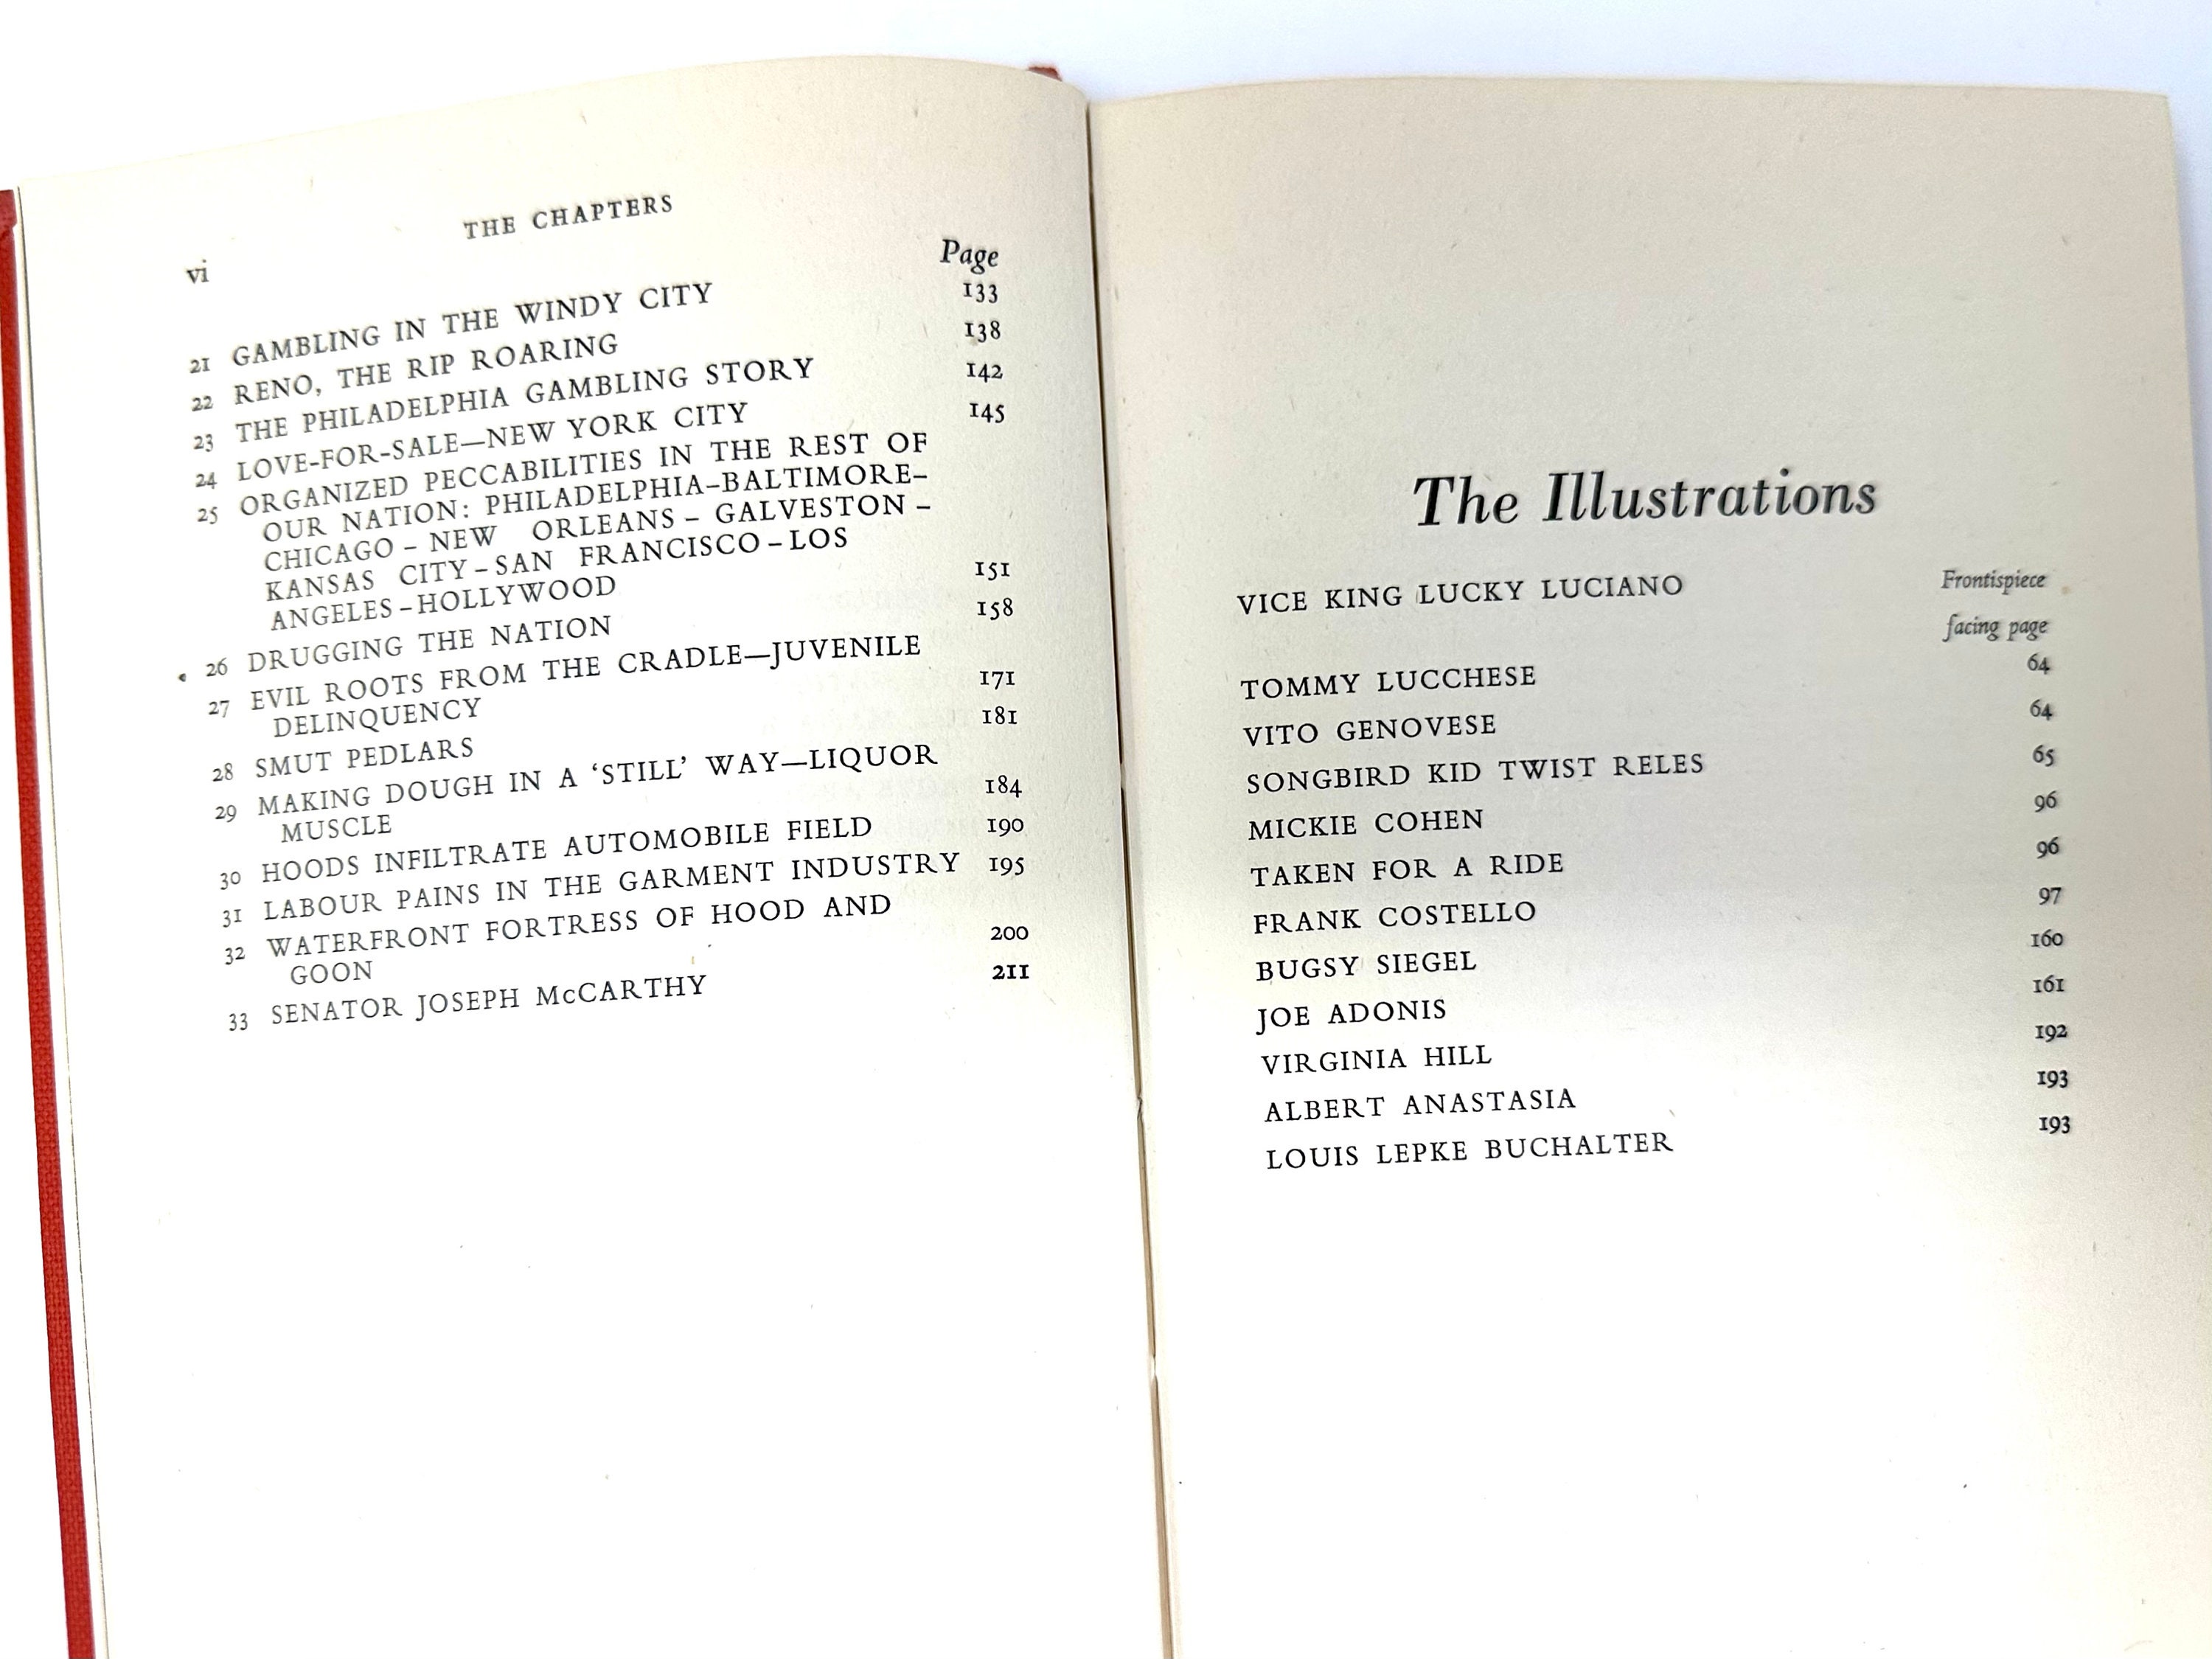 THE CHAPTERS
vi
Page
21 GAMBLING IN THE WINDY CITY 133
22 RENO, THE RIP ROARING 138
23 THE PHILADELPHIA GAMBLING STORY 142
24 LOVE-FOR-SALE—NEW YORK CITY 145
25 ORGANIZED PECCABILITIES IN THE REST OF
OUR NATION: PHILADELPHIA–BALTIMORE–
CHICAGO – NEW ORLEANS – GALVESTON –
KANSAS CITY – SAN FRANCISCO – LOS
ANGELES – HOLLYWOOD 151
26 DRUGGING THE NATION 158
27 EVIL ROOTS FROM THE CRADLE—JUVENILE
DELINQUENCY 171
28 SMUT PEDLARS 181
29 MAKING DOUGH IN A ‘STILL’ WAY—LIQUOR
MUSCLE 184
30 HOODS INFILTRATE AUTOMOBILE FIELD 190
31 LABOUR PAINS IN THE GARMENT INDUSTRY 195
32 WATERFRONT FORTRESS OF HOOD AND
GOON 200
33 SENATOR JOSEPH McCARTHY 211
The Illustrations
VICE KING LUCKY LUCIANO Frontispiece
facing page
TOMMY LUCCHESE 64
VITO GENOVESE 64
SONGBIRD KID TWIST RELES 65
MICKIE COHEN 96
TAKEN FOR A RIDE 96
FRANK COSTELLO 97
BUGSY SIEGEL 160
JOE ADONIS 161
VIRGINIA HILL 192
ALBERT ANASTASIA 193
LOUIS LEPKE BUCHALTER 193